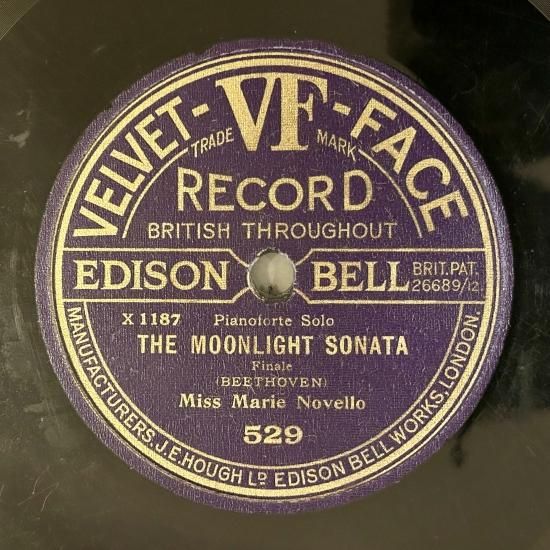 VELVET-VF-FACE
TRADE MARK
RECORD
BRITISH THROUGHOUT
EDISON BELL BRIT. PAT. 26689/12.
X 1187 Pianoforte Solo
THE MOONLIGHT SONATA
Finale
(BEETHOVEN)
Miss Marie Novello
529
MANUFACTURERS. J.E. HOUGH LD EDISON BELL WORKS, LONDON.